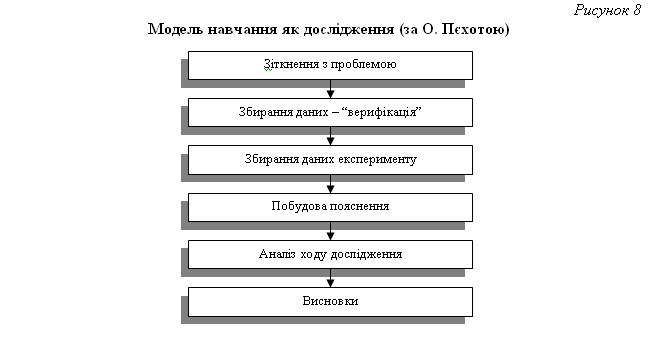 Рисунок 8
Модель навчання як дослідження (за О. Пєхотою)
Зіткнення з проблемою
Збирання даних – “верифікація”
Збирання даних експерименту
Побудова пояснення
Аналіз ходу дослідження
Висновки